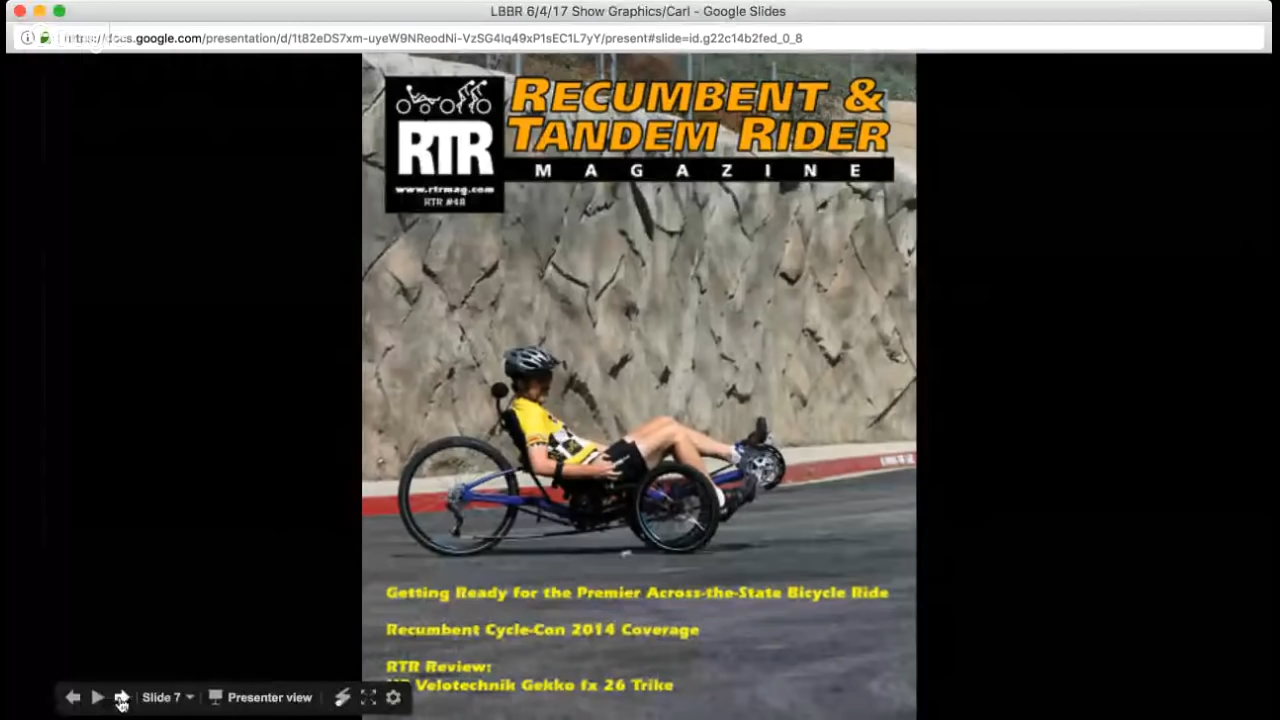 LBBR 6/4/17 Show Graphics/Carl - Google Slides
docs.google.com/presentation/d/1t82eDS7xm-uyeW9NReodNi-VzSG4Iq49xP1sEC1L7yY/present#slide=id.g22c14b2fed_0_8
RECUMBENT &
TANDEM RIDER
MAGAZINE
RTR
www.rtrmag.com
RTR #48
Getting Ready for the Premier Across-the-State Bicycle Ride
Recumbent Cycle-Con 2014 Coverage
RTR Review:
Velotechnik Gekko fx 26 Trike
Slide 7
Presenter view